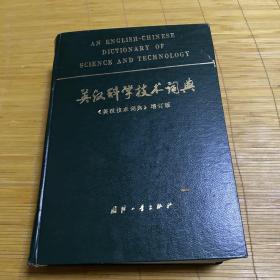 AN ENGLISH-CHINESE
DICTIONARY OF
SCIENCE AND TECHNOLOGY
英汉科学技术词典
《英汉技术词典》增订版
国防工业出版社